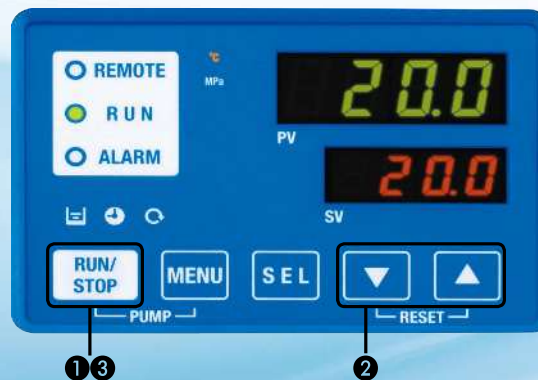 REMOTE
RUN
ALARM
°C
MPa
20.0
PV
20.0
SV
RUN/
STOP
MENU
SEL
▼
▲
PUMP
RESET
❶❸
❷